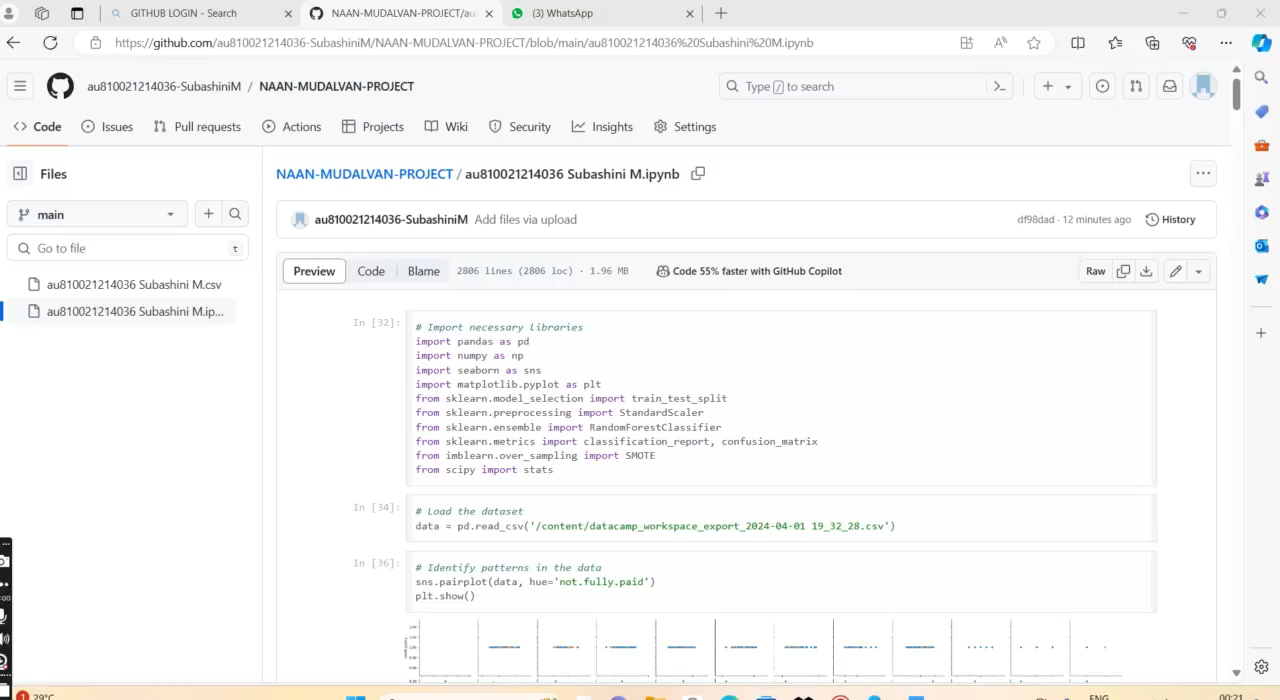 GITHUB LOGIN - Search
NAAN-MUDALVAN-PROJECT/au
(3) WhatsApp
https://github.com/au810021214036-SubashiniM/NAAN-MUDALVAN-PROJECT/blob/main/au810021214036%20Subashini%20M.ipynb
au810021214036-SubashiniM / NAAN-MUDALVAN-PROJECT
Type / to search
Code Issues Pull requests Actions Projects Wiki Security Insights Settings
Files
NAAN-MUDALVAN-PROJECT / au810021214036 Subashini M.ipynb
main
au810021214036-SubashiniM Add files via upload
df98dad · 12 minutes ago History
Go to file t
Preview Code Blame 2806 lines (2806 loc) · 1.96 MB Code 55% faster with GitHub Copilot Raw
au810021214036 Subashini M.csv
au810021214036 Subashini M.ip...
In [32]:
# Import necessary libraries
import pandas as pd
import numpy as np
import seaborn as sns
import matplotlib.pyplot as plt
from sklearn.model_selection import train_test_split
from sklearn.preprocessing import StandardScaler
from sklearn.ensemble import RandomForestClassifier
from sklearn.metrics import classification_report, confusion_matrix
from imblearn.over_sampling import SMOTE
from scipy import stats
In [34]:
# Load the dataset
data = pd.read_csv('/content/datacamp_workspace_export_2024-04-01 19_32_28.csv')
In [36]:
# Identify patterns in the data
sns.pairplot(data, hue='not.fully.paid')
plt.show()
1
29°C
ENG
00:21